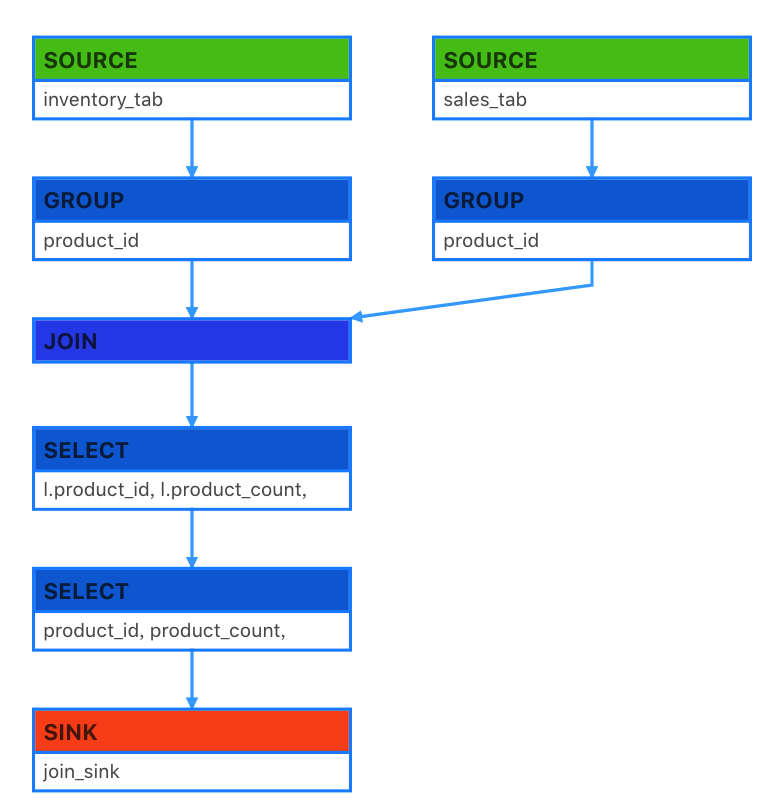 SOURCE
inventory_tab
SOURCE
sales_tab
GROUP
product_id
GROUP
product_id
JOIN
SELECT
l.product_id, l.product_count,
SELECT
product_id, product_count,
SINK
join_sink